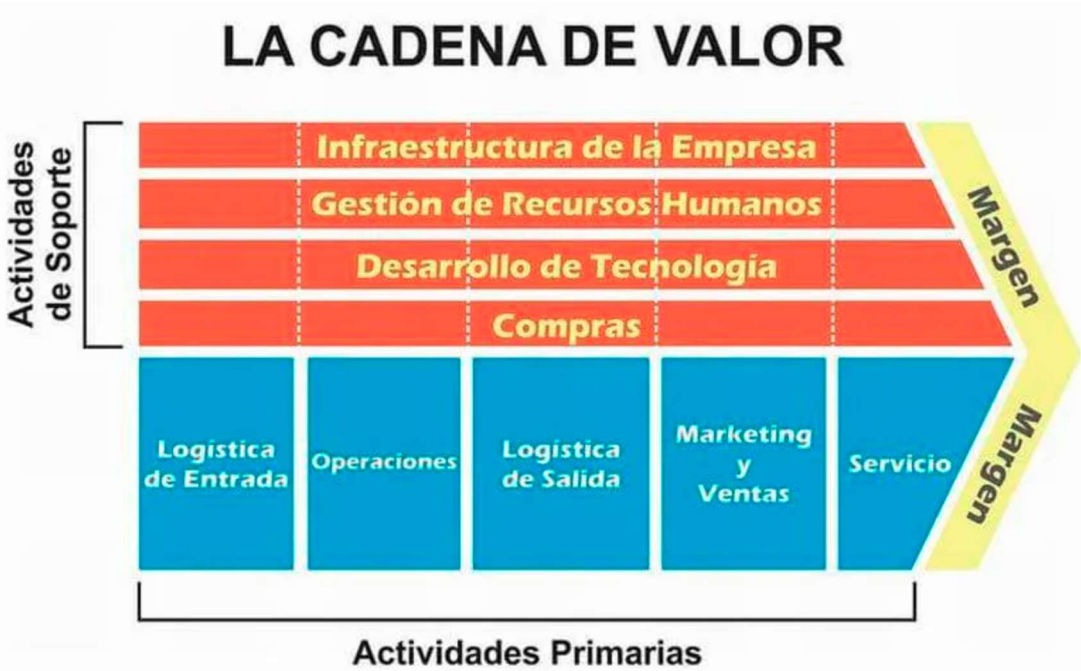 LA CADENA DE VALOR
Actividades
de Soporte
Infraestructura de la Empresa
Gestión de Recursos Humanos
Desarrollo de Tecnología
Compras
Margen
Logística
de Entrada
Operaciones
Logística
de Salida
Marketing
y
Ventas
Servicio
Margen
Actividades Primarias